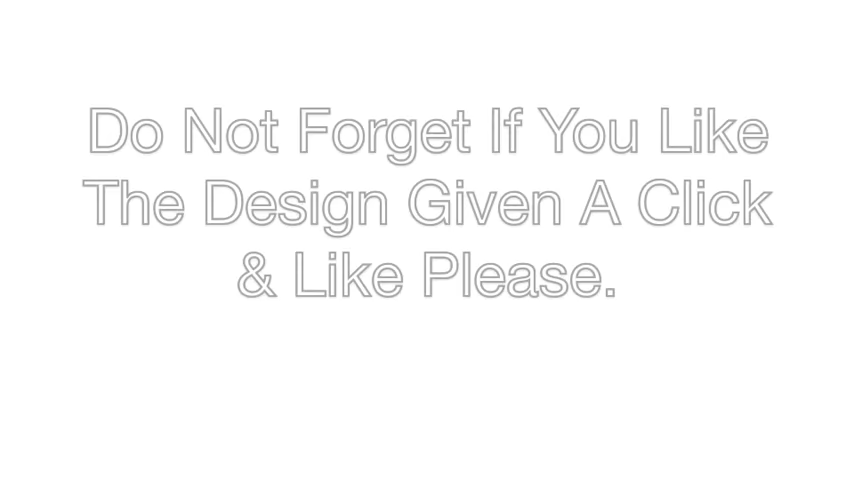 Do Not Forget If You Like
The Design Given A Click
& Like Please.